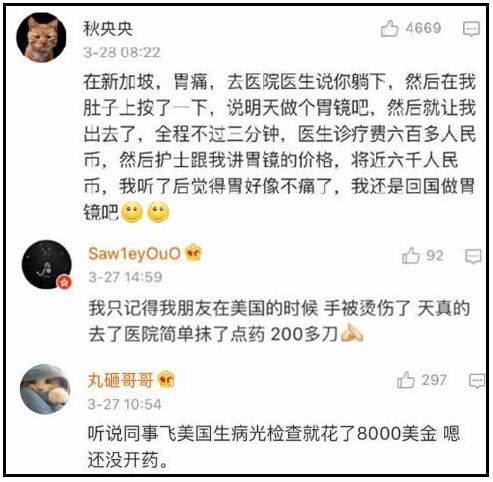 秋央央
4669
3-28 08:22
在新加坡，胃痛，去医院医生说你躺下，然后在我
肚子上按了一下，说明天做个胃镜吧，然后就让我
出去了，全程不过三分钟，医生诊疗费六百多人民
币，然后护士跟我讲胃镜的价格，将近六千人民
币，我听了后觉得胃好像不痛了，我还是回国做胃
镜吧
Saw1eyOuO
92
3-27 14:59
我只记得我朋友在美国的时候 手被烫伤了 天真的
去了医院简单抹了点药 200多刀
丸砸哥哥
297
3-27 10:54
听说同事飞美国生病光检查就花了8000美金 嗯
还没开药。